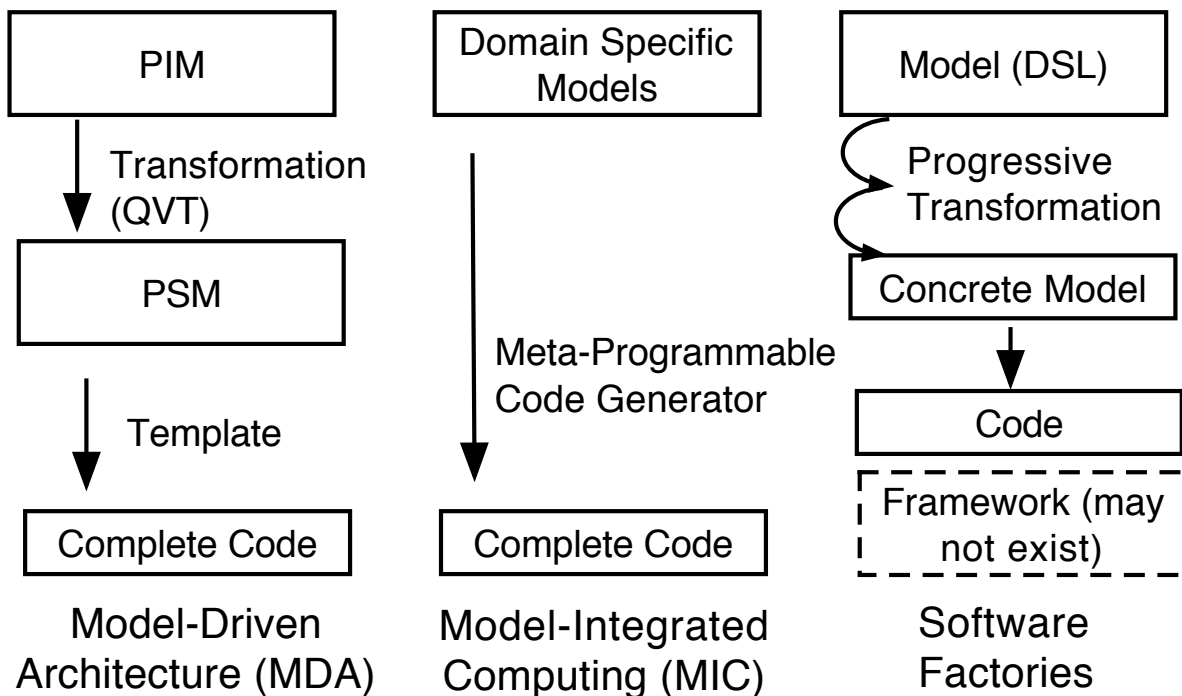 PIM
Transformation
(QVT)
PSM
Template
Complete Code
Model-Driven
Architecture (MDA)
Domain Specific
Models
Meta-Programmable
Code Generator
Complete Code
Model-Integrated
Computing (MIC)
Model (DSL)
Progressive
Transformation
Concrete Model
Code
Framework (may
not exist)
Software
Factories